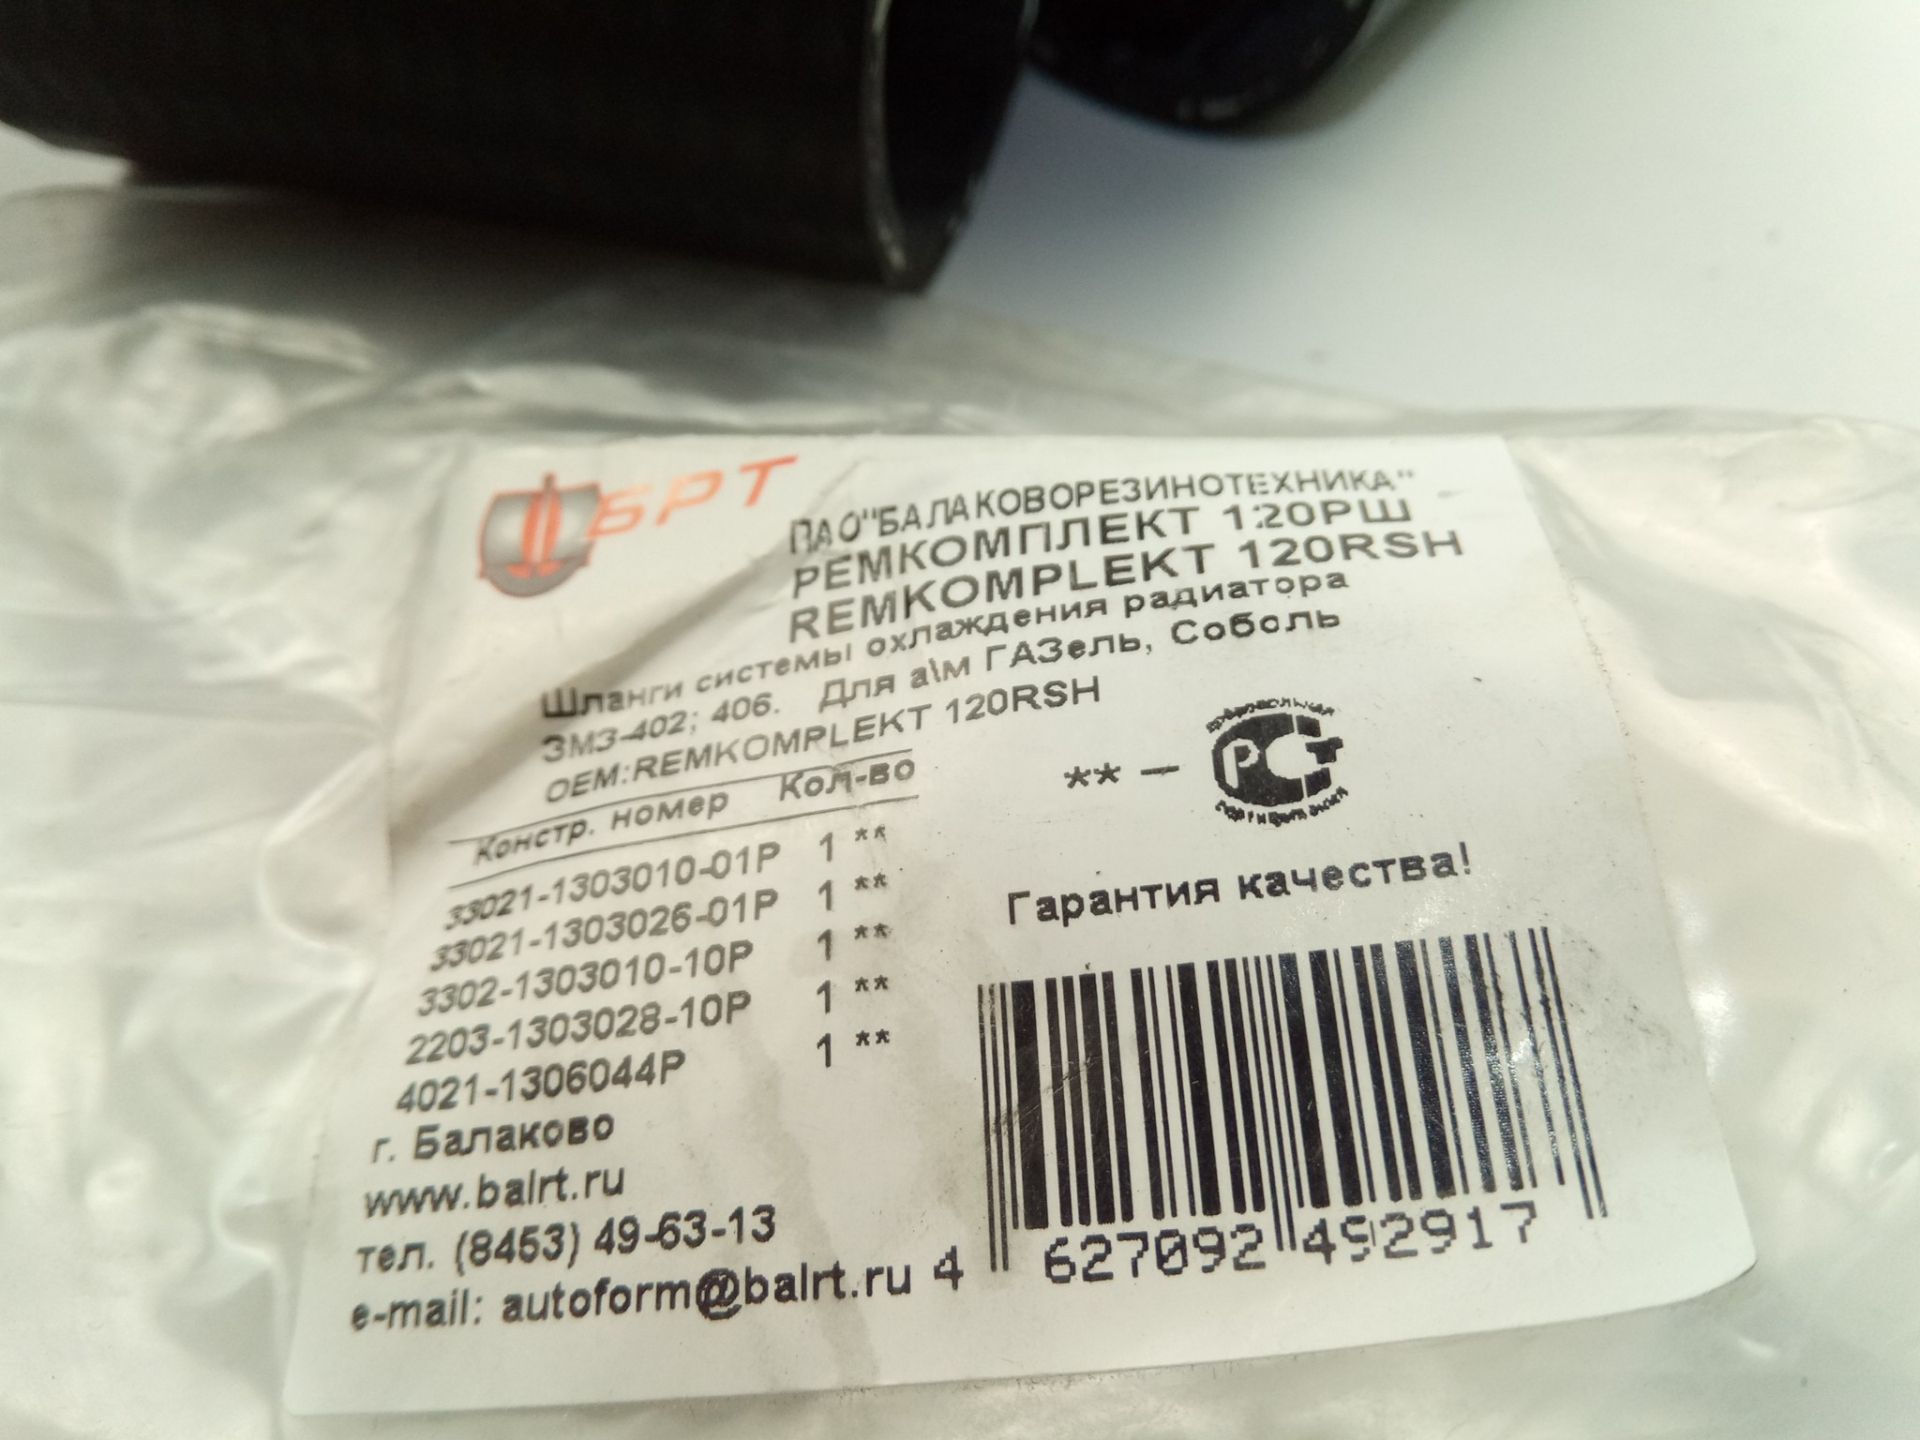 БРТ
ПАО"БАЛАКОВОРЕЗИНОТЕХНИКА"
РЕМКОМПЛЕКТ 120РШ
REMKOMPLEKT 120RSH
Шланги системы охлаждения радиатора
ЗМЗ-402; 406. Для а\м ГАЗель, Соболь
OEM:REMKOMPLEKT 120RSH
Констр. номер Кол-во
33021-1303010-01Р 1 **
33021-1303026-01Р 1 **
3302-1303010-10Р 1 **
2203-1303028-10Р 1 **
4021-1306044Р 1 **
г. Балаково
www.balrt.ru
тел. (8453) 49-63-13
e-mail: autoform@balrt.ru
** –
добровольная
РСТ
сертификация
Гарантия качества!
4 627092 492917